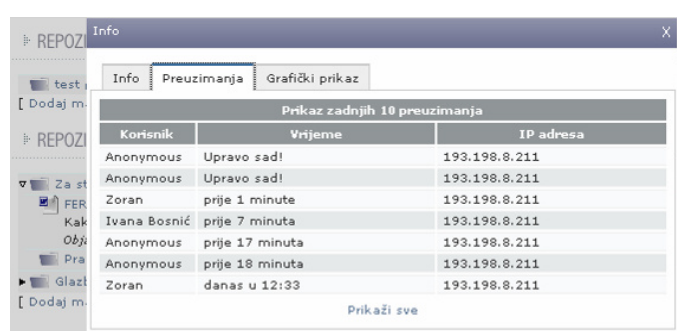 Info X
REPOZI
test
[ Dodaj m
REPOZI
Za st
FER
Kak
Obja
Pra
Glazb
[ Dodaj m
Info Preuzimanja Grafički prikaz
Prikaz zadnjih 10 preuzimanja
Korisnik Vrijeme IP adresa
Anonymous Upravo sad! 193.198.8.211
Anonymous Upravo sad! 193.198.8.211
Zoran prije 1 minute 193.198.8.211
Ivana Bosnić prije 7 minuta 193.198.8.211
Anonymous prije 17 minuta 193.198.8.211
Anonymous prije 18 minuta 193.198.8.211
Zoran danas u 12:33 193.198.8.211
Prikaži sve